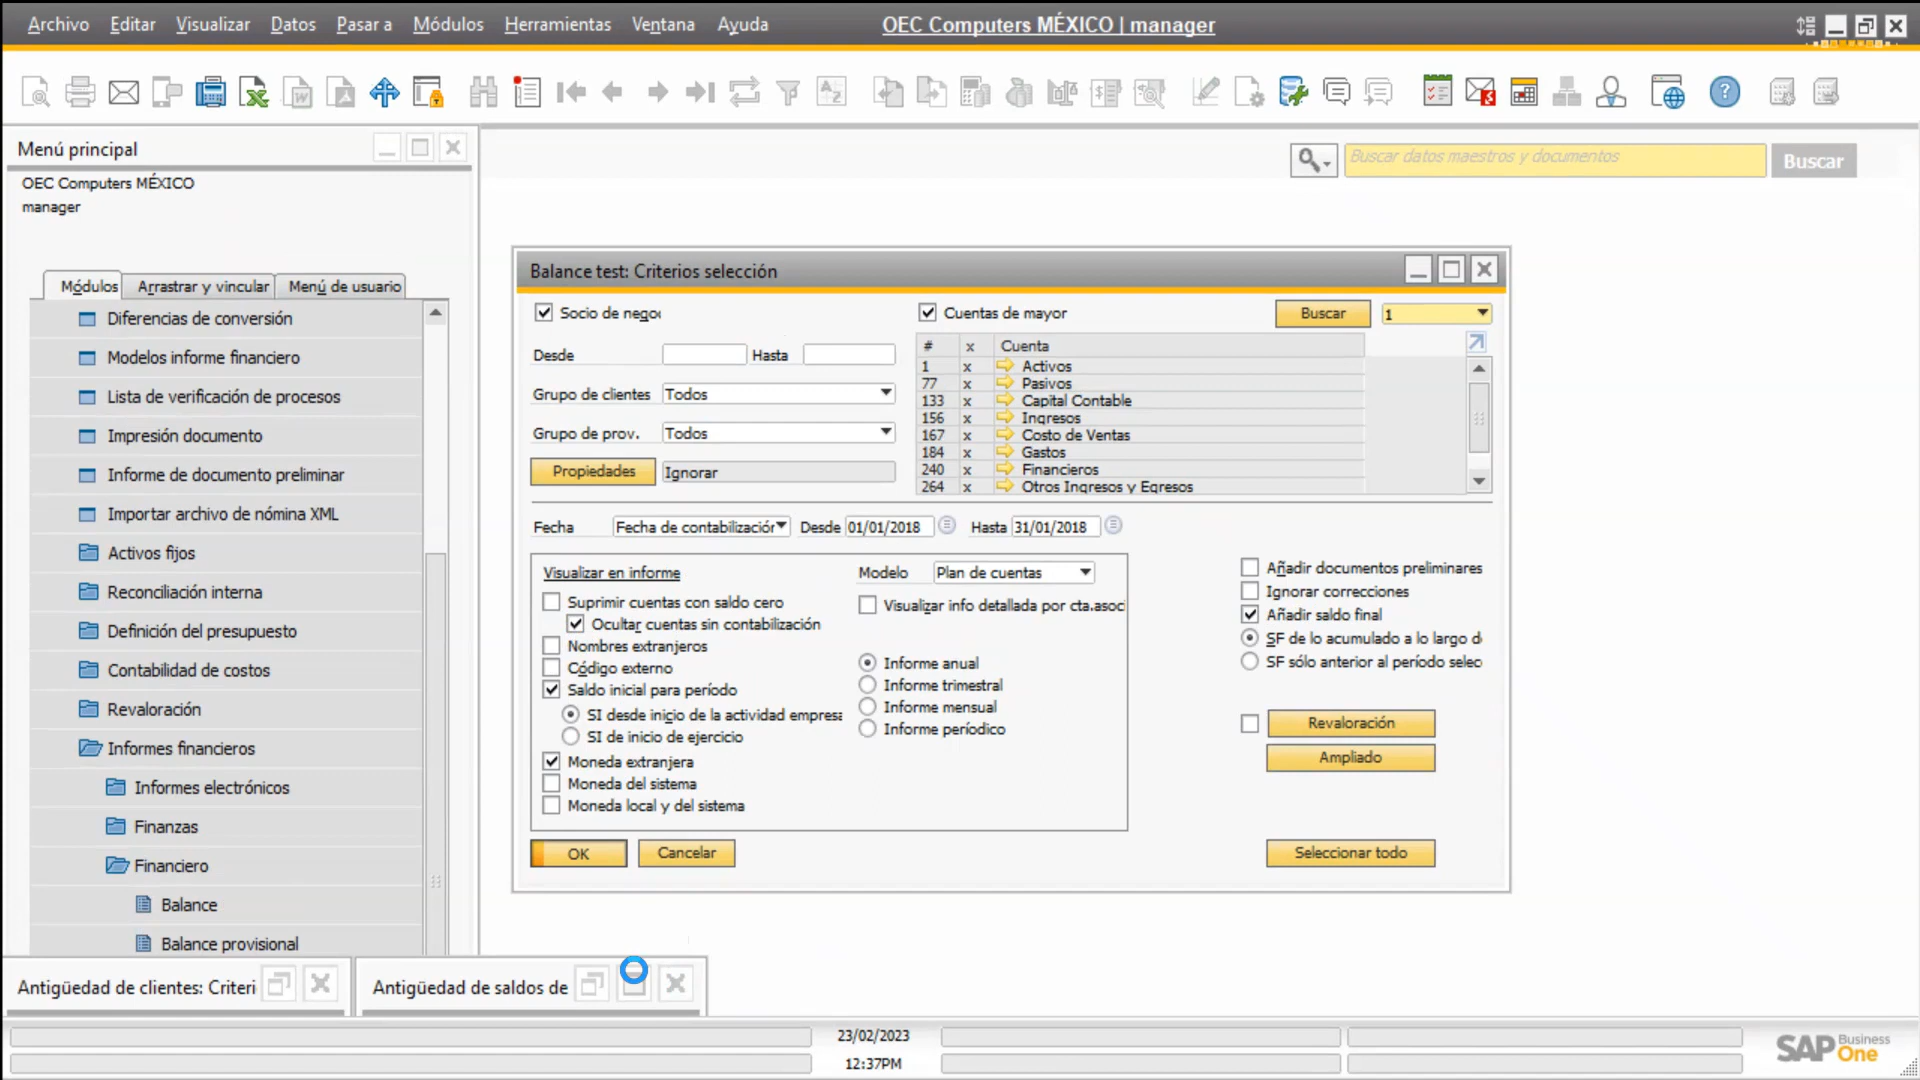 Archivo Editar Visualizar Datos Pasar a Módulos Herramientas Ventana Ayuda OEC Computers MÉXICO | manager
Menú principal
Buscar datos maestros y documentos Buscar
OEC Computers MÉXICO
manager
Módulos Arrastrar y vincular Menú de usuario
Diferencias de conversión
Modelos informe financiero
Lista de verificación de procesos
Impresión documento
Informe de documento preliminar
Importar archivo de nómina XML
Activos fijos
Reconciliación interna
Definición del presupuesto
Contabilidad de costos
Revaloración
Informes financieros
Informes electrónicos
Finanzas
Financiero
Balance
Balance provisional
Balance test: Criterios selección
Socio de negoc
Desde Hasta
Grupo de clientes Todos
Grupo de prov. Todos
Propiedades Ignorar
Cuentas de mayor Buscar 1
# x Cuenta
1 x Activos
77 x Pasivos
133 x Capital Contable
156 x Ingresos
167 x Costo de Ventas
184 x Gastos
240 x Financieros
264 x Otros Ingresos y Egresos
Fecha Fecha de contabilización Desde 01/01/2018 Hasta 31/01/2018
Visualizar en informe
Suprimir cuentas con saldo cero
Ocultar cuentas sin contabilización
Nombres extranjeros
Código externo
Saldo inicial para período
SI desde inicio de la actividad empresa
SI de inicio de ejercicio
Moneda extranjera
Moneda del sistema
Moneda local y del sistema
Modelo Plan de cuentas
Visualizar info detallada por cta.asoc
Informe anual
Informe trimestral
Informe mensual
Informe periódico
Añadir documentos preliminares
Ignorar correcciones
Añadir saldo final
SF de lo acumulado a lo largo d
SF sólo anterior al período selec
Revaloración
Ampliado
OK Cancelar Seleccionar todo
Antigüedad de clientes: Criteri Antigüedad de saldos de
23/02/2023
12:37PM
SAP Business One